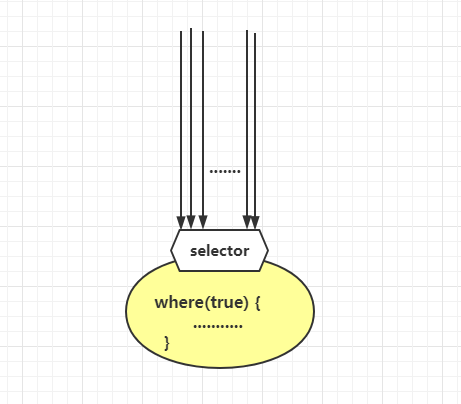 .......
selector
where(true) {
...........
}